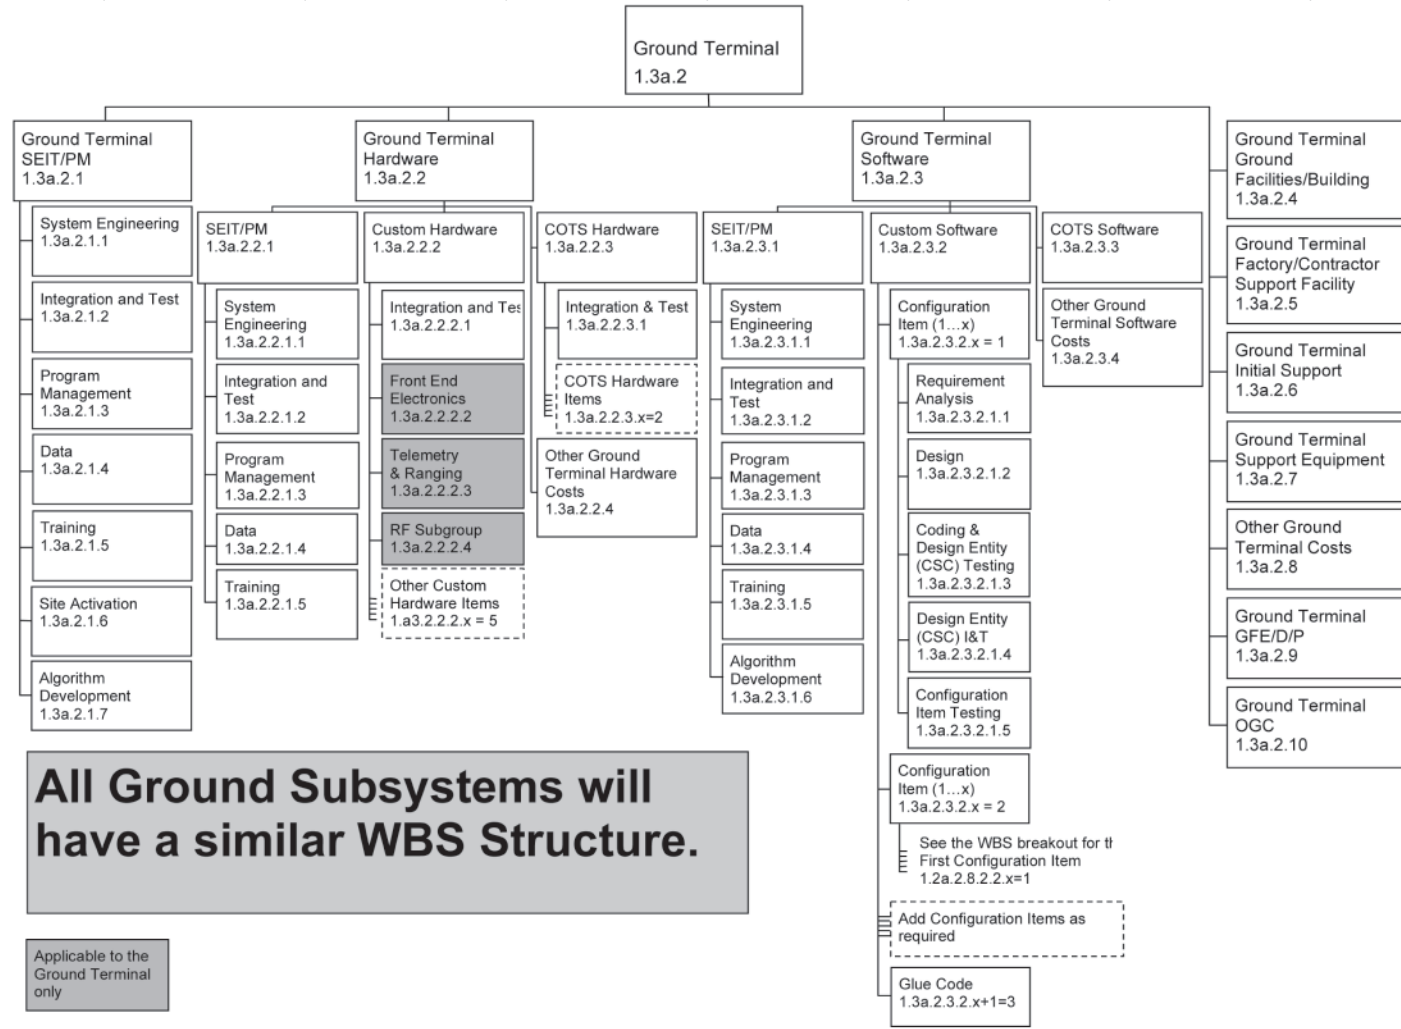 Ground Terminal
1.3a.2
Ground Terminal
SEIT/PM
1.3a.2.1
System Engineering
1.3a.2.1.1
Integration and Test
1.3a.2.1.2
Program
Management
1.3a.2.1.3
Data
1.3a.2.1.4
Training
1.3a.2.1.5
Site Activation
1.3a.2.1.6
Algorithm
Development
1.3a.2.1.7
Ground Terminal
Hardware
1.3a.2.2
SEIT/PM
1.3a.2.2.1
System
Engineering
1.3a.2.2.1.1
Integration and
Test
1.3a.2.2.1.2
Program
Management
1.3a.2.2.1.3
Data
1.3a.2.2.1.4
Training
1.3a.2.2.1.5
Custom Hardware
1.3a.2.2.2
Integration and Tes
1.3a.2.2.2.1
Front End
Electronics
1.3a.2.2.2.2
Telemetry
& Ranging
1.3a.2.2.2.3
RF Subgroup
1.3a.2.2.2.4
Other Custom
Hardware Items
1.a3.2.2.2.x = 5
COTS Hardware
1.3a.2.2.3
Integration & Test
1.3a.2.2.3.1
COTS Hardware
Items
1.3a.2.2.3.x=2
Other Ground
Terminal Hardware
Costs
1.3a.2.2.4
Ground Terminal
Software
1.3a.2.3
SEIT/PM
1.3a.2.3.1
System
Engineering
1.3a.2.3.1.1
Integration and
Test
1.3a.2.3.1.2
Program
Management
1.3a.2.3.1.3
Data
1.3a.2.3.1.4
Training
1.3a.2.3.1.5
Algorithm
Development
1.3a.2.3.1.6
Custom Software
1.3a.2.3.2
Configuration
Item (1...x)
1.3a.2.3.2.x = 1
Requirement
Analysis
1.3a.2.3.2.1.1
Design
1.3a.2.3.2.1.2
Coding &
Design Entity
(CSC) Testing
1.3a.2.3.2.1.3
Design Entity
(CSC) I&T
1.3a.2.3.2.1.4
Configuration
Item Testing
1.3a.2.3.2.1.5
Configuration
Item (1...x)
1.3a.2.3.2.x = 2
See the WBS breakout for th
First Configuration Item
1.2a.2.8.2.2.x=1
Add Configuration Items as
required
Glue Code
1.3a.2.3.2.x+1=3
COTS Software
1.3a.2.3.3
Other Ground
Terminal Software
Costs
1.3a.2.3.4
Ground Terminal
Ground
Facilities/Building
1.3a.2.4
Ground Terminal
Factory/Contractor
Support Facility
1.3a.2.5
Ground Terminal
Initial Support
1.3a.2.6
Ground Terminal
Support Equipment
1.3a.2.7
Other Ground
Terminal Costs
1.3a.2.8
Ground Terminal
GFE/D/P
1.3a.2.9
Ground Terminal
OGC
1.3a.2.10
All Ground Subsystems will
have a similar WBS Structure.
Applicable to the
Ground Terminal
only